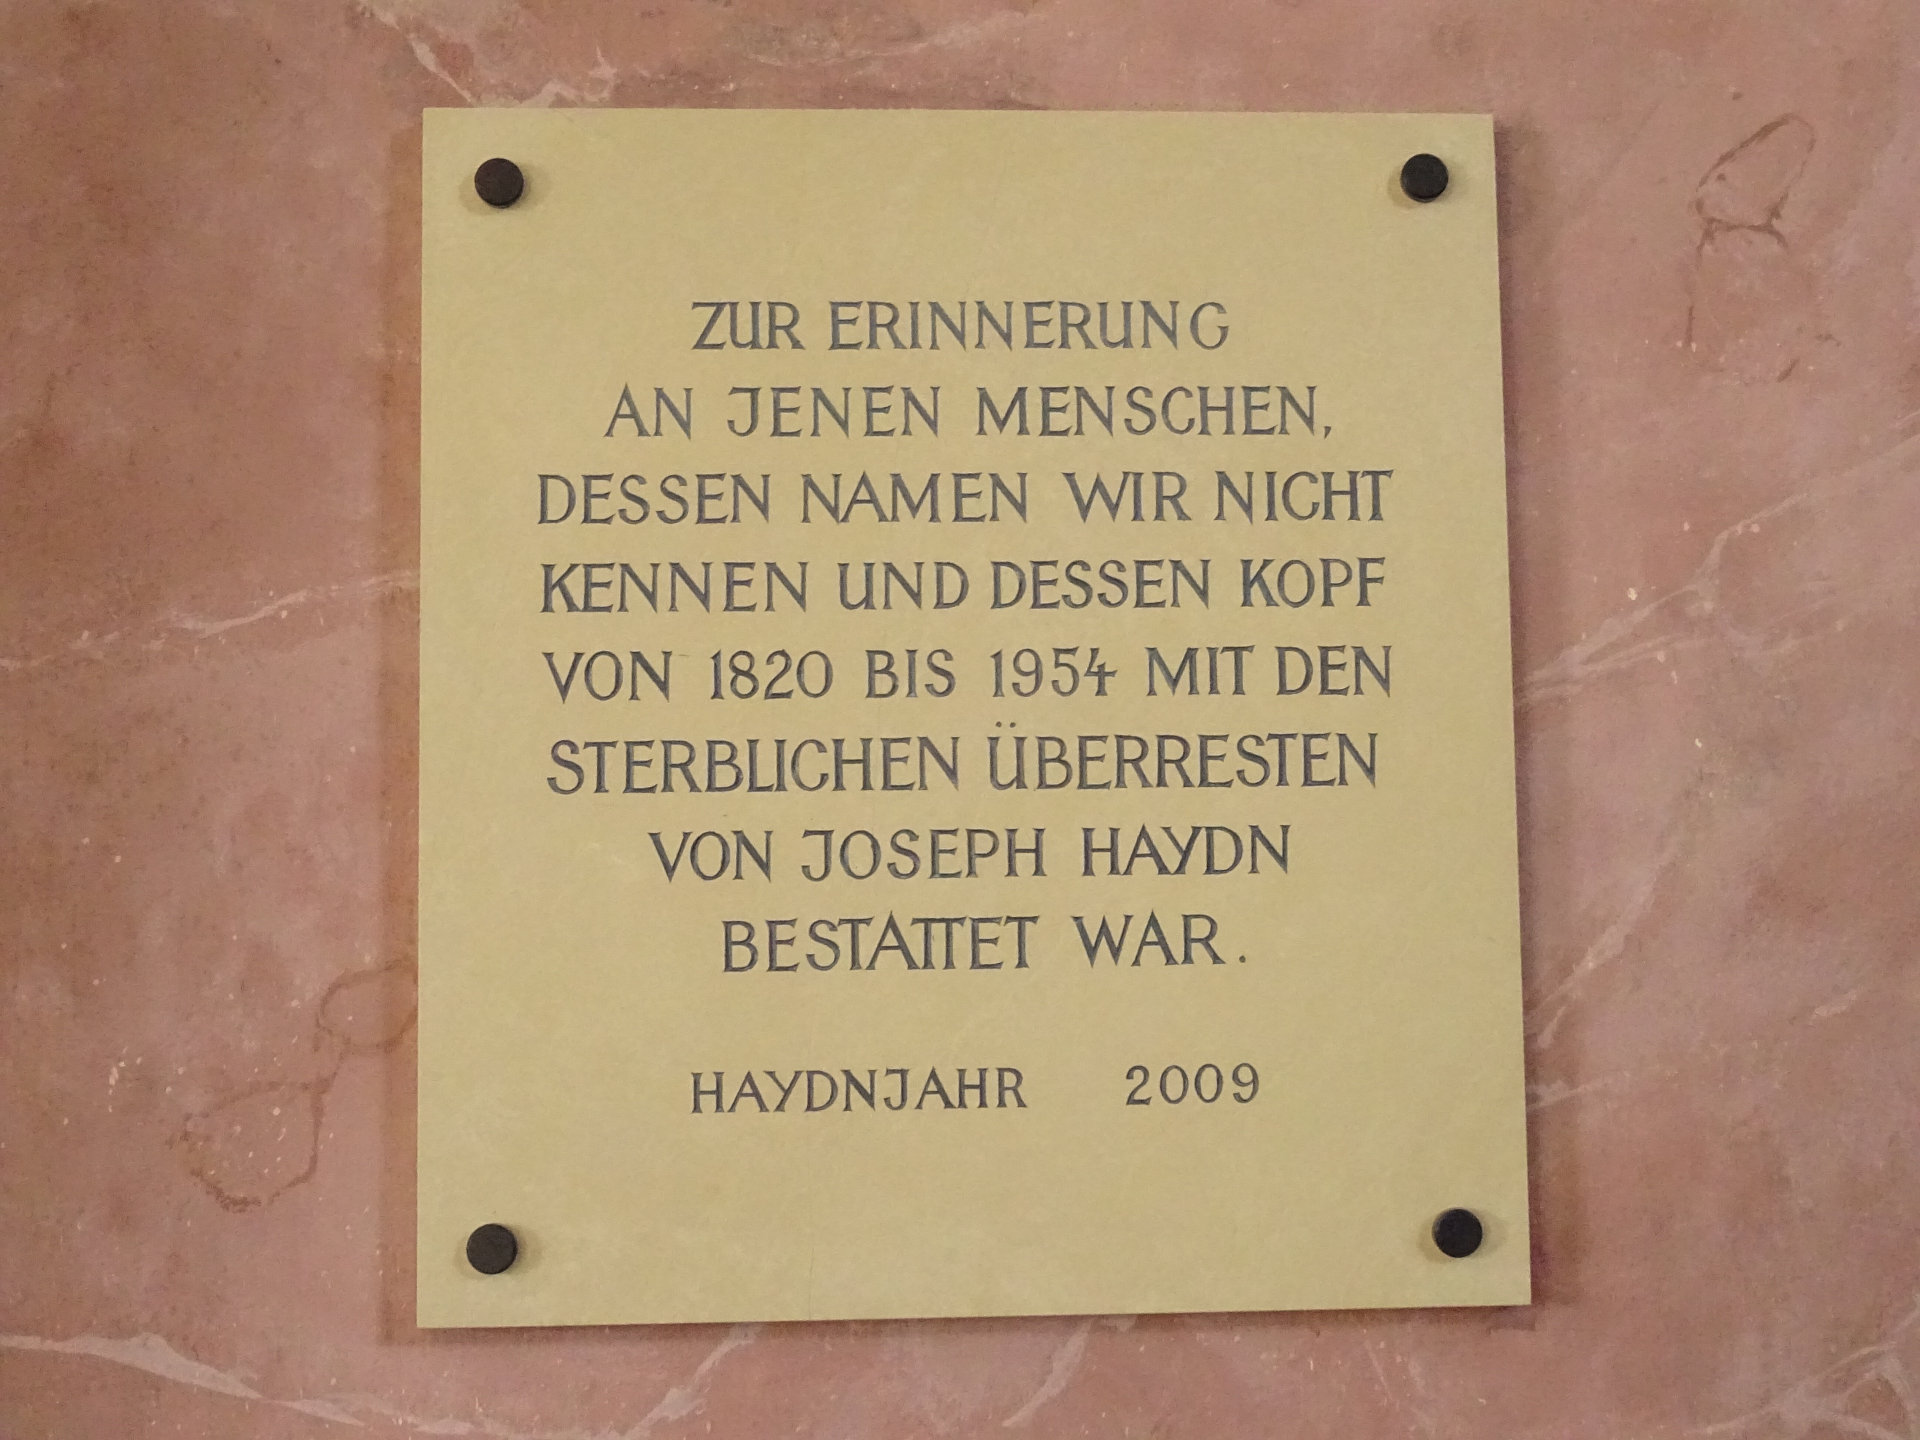 ZUR ERINNERUNG
AN JENEN MENSCHEN,
DESSEN NAMEN WIR NICHT
KENNEN UND DESSEN KOPF
VON 1820 BIS 1954 MIT DEN
STERBLICHEN ÜBERRESTEN
VON JOSEPH HAYDN
BESTATTET WAR.
HAYDNJAHR 2009